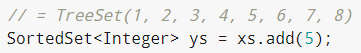 // = TreeSet(1, 2, 3, 4, 5, 6, 7, 8)
SortedSet<Integer> ys = xs.add(5);